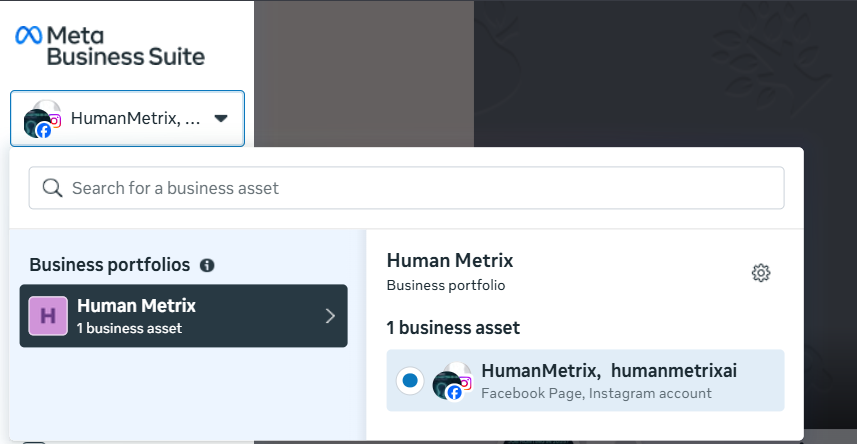 Meta
Business Suite
HumanMetrix, ...
Search for a business asset
Business portfolios
H
Human Metrix
1 business asset
Human Metrix
Business portfolio
1 business asset
HumanMetrix, humanmetrixai
Facebook Page, Instagram account